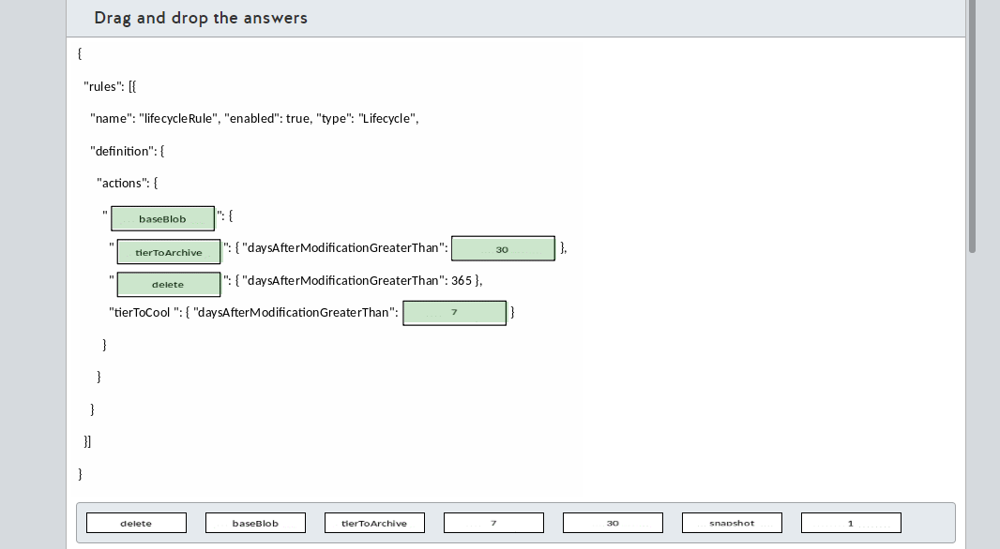 Drag and drop the answers
{
"rules": [{
"name": "lifecycleRule", "enabled": true, "type": "Lifecycle",
"definition": {
"actions": {
" baseBlob ": {
" tierToArchive ": { "daysAfterModificationGreaterThan": 30 },
" delete ": { "daysAfterModificationGreaterThan": 365 },
"tierToCool ": { "daysAfterModificationGreaterThan": 7 }
}
}
}
}]
}
delete baseBlob tierToArchive 7 30 snapshot 1